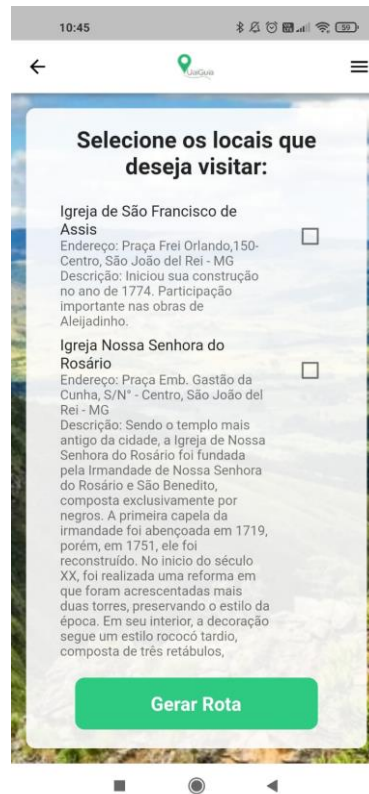 10:45
59
UaiGuia
Selecione os locais que
deseja visitar:
Igreja de São Francisco de
Assis
Endereço: Praça Frei Orlando,150-
Centro, São João del Rei - MG
Descrição: Iniciou sua construção
no ano de 1774. Participação
importante nas obras de
Aleijadinho.
Igreja Nossa Senhora do
Rosário
Endereço: Praça Emb. Gastão da
Cunha, S/N° - Centro, São João del
Rei - MG
Descrição: Sendo o templo mais
antigo da cidade, a Igreja de Nossa
Senhora do Rosário foi fundada
pela Irmandade de Nossa Senhora
do Rosário e São Benedito,
composta exclusivamente por
negros. A primeira capela da
irmandade foi abençoada em 1719,
porém, em 1751, ele foi
reconstruído. No inicio do século
XX, foi realizada uma reforma em
que foram acrescentadas mais
duas torres, preservando o estilo da
época. Em seu interior, a decoração
segue um estilo rococó tardio,
composta de três retábulos,
Gerar Rota